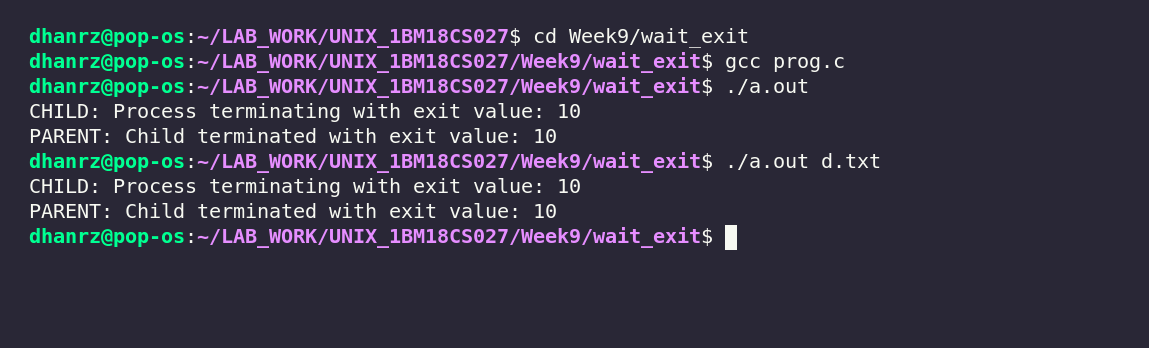 dhanrz@pop-os:~/LAB_WORK/UNIX_1BM18CS027$ cd Week9/wait_exit
dhanrz@pop-os:~/LAB_WORK/UNIX_1BM18CS027/Week9/wait_exit$ gcc prog.c
dhanrz@pop-os:~/LAB_WORK/UNIX_1BM18CS027/Week9/wait_exit$ ./a.out
CHILD: Process terminating with exit value: 10
PARENT: Child terminated with exit value: 10
dhanrz@pop-os:~/LAB_WORK/UNIX_1BM18CS027/Week9/wait_exit$ ./a.out d.txt
CHILD: Process terminating with exit value: 10
PARENT: Child terminated with exit value: 10
dhanrz@pop-os:~/LAB_WORK/UNIX_1BM18CS027/Week9/wait_exit$